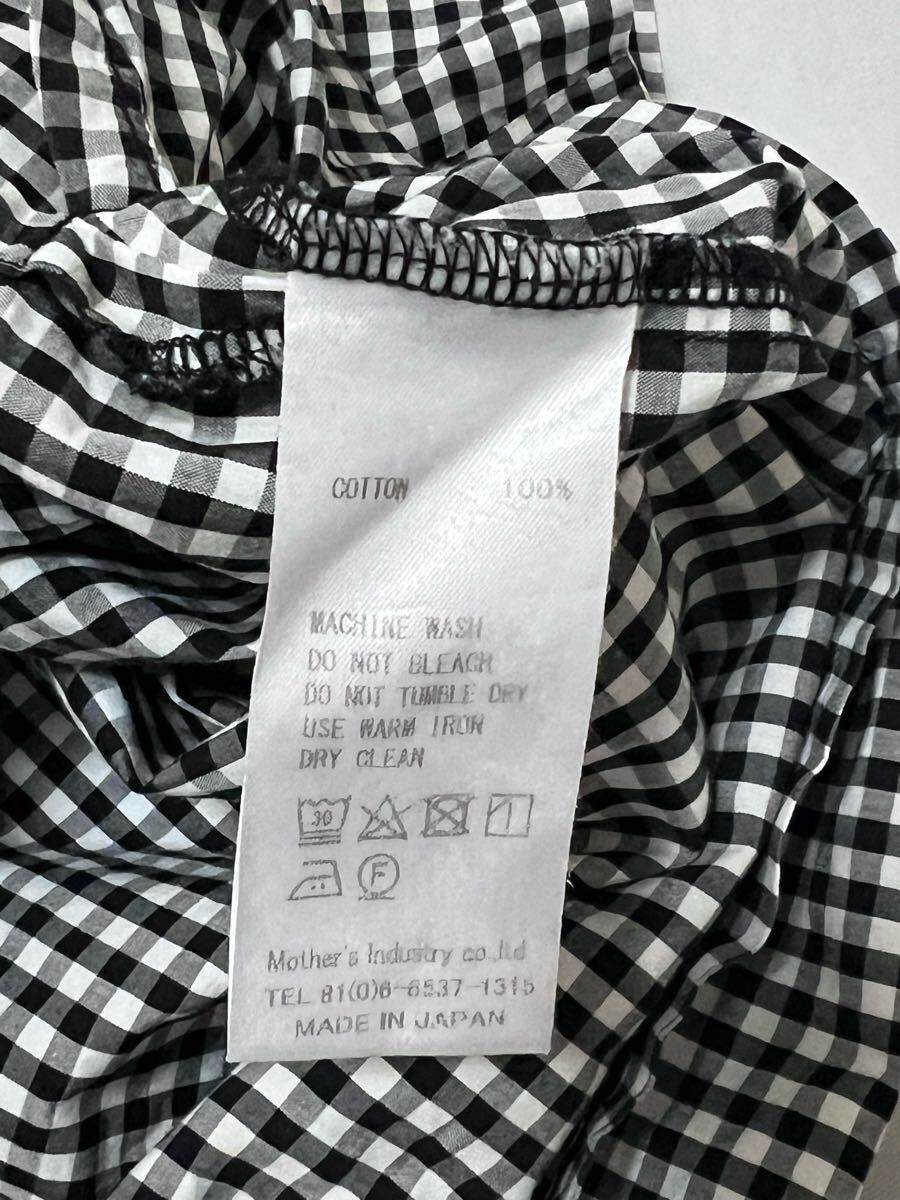 COTTON 100%
MACHINE WASH
DO NOT BLEACH
DO NOT TUMBLE DRY
USE WARM IRON
DRY CLEAN
30
F
Mother's Industry co.,ltd
TEL 81(0)6-6537-1315
MADE IN JAPAN